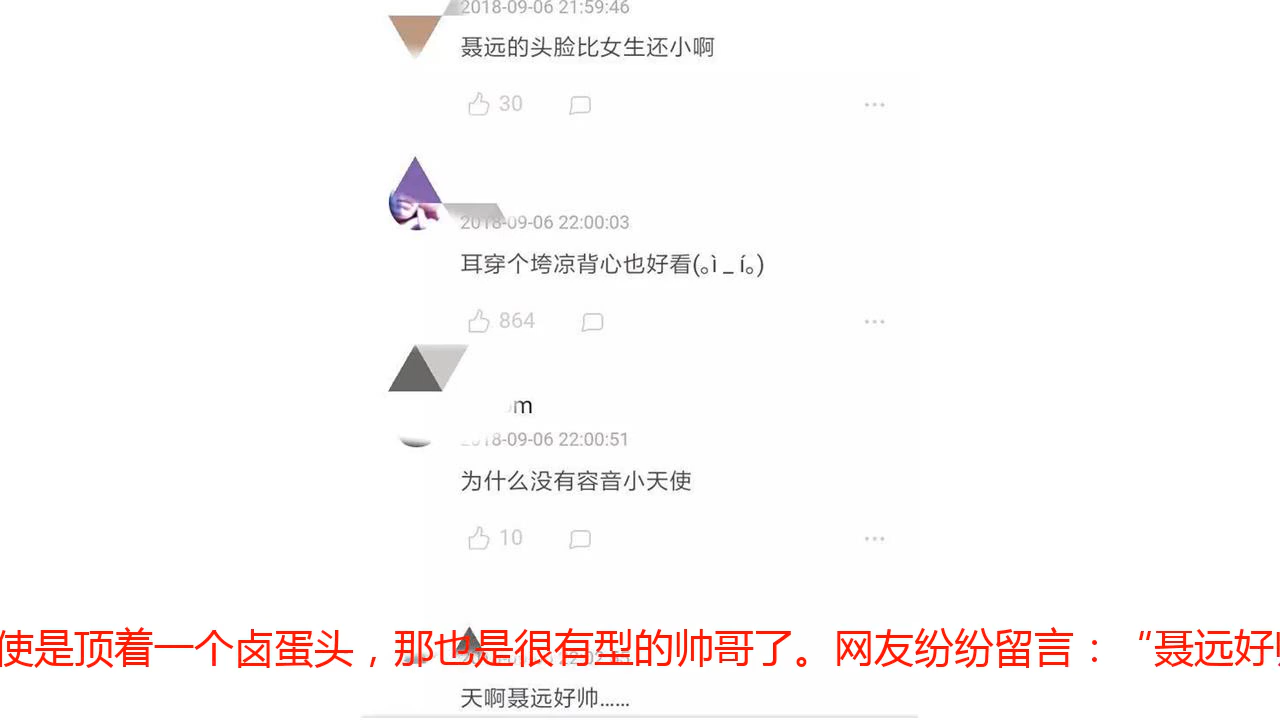 2018-09-06 21:59:46
聂远的头脸比女生还小啊
30
2018-09-06 22:00:03
耳穿个垮凉背心也好看(｡ì _ í｡)
864
m
2018-09-06 22:00:51
为什么没有容音小天使
10
使是顶着一个卤蛋头，那也是很有型的帅哥了。网友纷纷留言：“聂远好
天啊聂远好帅......